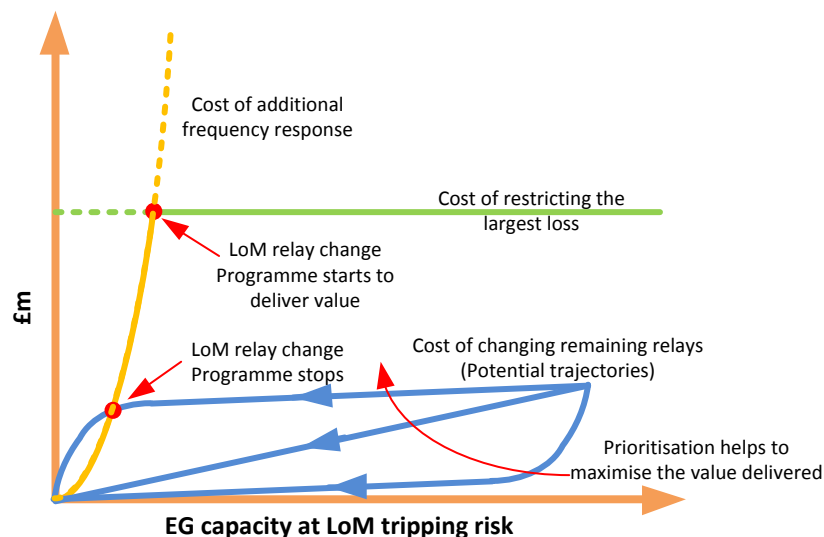 Cost of additional
frequency response
Cost of restricting the
largest loss
LoM relay change
Programme starts to
deliver value
£m
LoM relay change
Programme stops
Cost of changing remaining relays
(Potential trajectories)
Prioritisation helps to
maximise the value delivered
EG capacity at LoM tripping risk